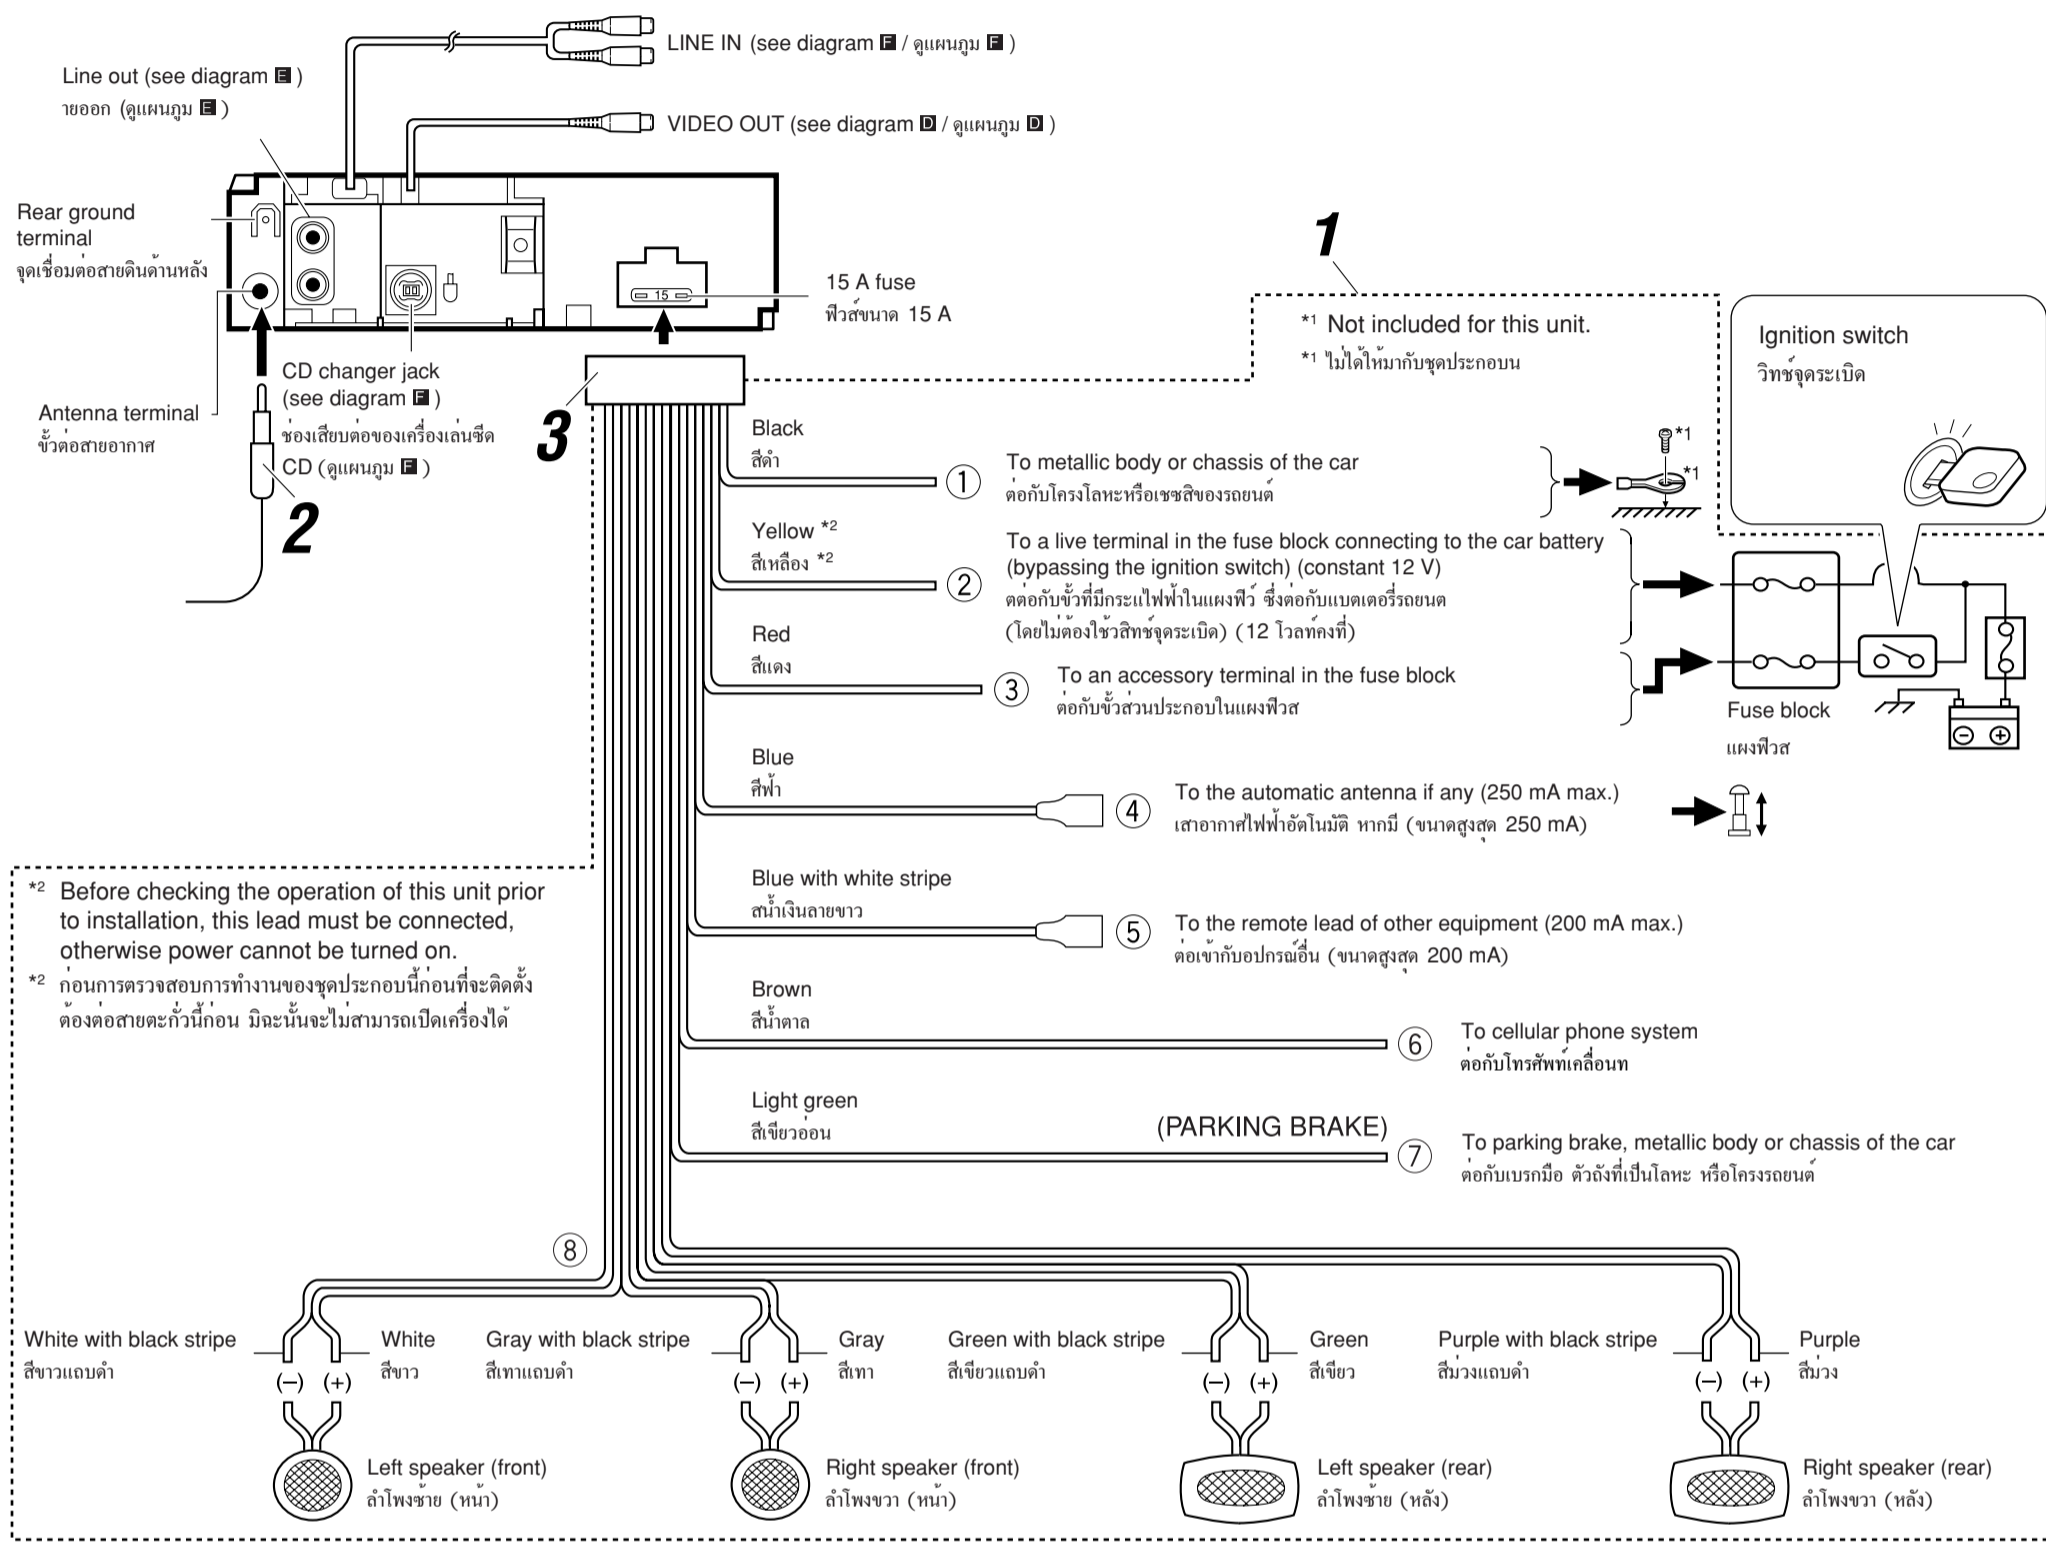 LINE IN (see diagram F / ดูแผนภูม F )
Line out (see diagram E )
ายออก (ดูแผนภูม E )
VIDEO OUT (see diagram D / ดูแผนภูม D )
Rear ground
terminal
จุดเชื่อมต่อสายดินด้านหลัง
15 A fuse
ฟิวส์ขนาด 15 A
15
1
*1 Not included for this unit.
*1 ไม่ได้ให้มากับชุดประกอบน
Ignition switch
วิทช์จุดระเบิด
CD changer jack
(see diagram F )
ช่องเสียบต่อของเครื่องเล่นซีด
CD (ดูแผนภูม F )
Antenna terminal
ขั้วต่อสายอากาศ
2
3
Black
สีดำ
①
To metallic body or chassis of the car
ต่อกับโครงโลหะหรือเชซสิของรถยนต์
*1
*1
Yellow *2
สีเหลือง *2
②
To a live terminal in the fuse block connecting to the car battery
(bypassing the ignition switch) (constant 12 V)
ตต่อกับขั้วที่มีกระแไฟฟ้าในแผงฟีว์ ซึ่งต่อกับแบตเตอรี่รถยนต
(โดยไม่ต้องใช้วสิทช์จุดระเบิด) (12 โวลท์คงที่)
Red
สีแดง
③
To an accessory terminal in the fuse block
ต่อกับขั้วส่วนประกอบในแผงฟิวส
Fuse block
แผงฟิวส
Blue
สีฟ้า
④
To the automatic antenna if any (250 mA max.)
เสาอากาศไฟฟ้าอัตโนมัติ หากมี (ขนาดสูงสุด 250 mA)
*2 Before checking the operation of this unit prior
to installation, this lead must be connected,
otherwise power cannot be turned on.
*2 ก่อนการตรวจสอบการทำงานของชุดประกอบนี้ก่อนที่จะติดตั้ง
ต้องต่อสายตะกั่วนี้ก่อน มิฉะนั้นจะไม่สามารถเปิดเครื่องได้
Blue with white stripe
สน้ำเงินลายขาว
⑤
To the remote lead of other equipment (200 mA max.)
ต่อเข้ากับอปกรณ์อื่น (ขนาดสูงสุด 200 mA)
Brown
สีน้ำตาล
⑥
To cellular phone system
ต่อกับโทรศัพท์เคลื่อนท
Light green
สีเขียวอ่อน
(PARKING BRAKE)
⑦
To parking brake, metallic body or chassis of the car
ต่อกับเบรกมือ ตัวถังที่เป็นโลหะ หรือโครงรถยนต์
⑧
White with black stripe
สีขาวแถบดำ
White
สีขาว
Gray with black stripe
สีเทาแถบดำ
Gray
สีเทา
Green with black stripe
สีเขียวแถบดำ
Green
สีเขียว
Purple with black stripe
สีม่วงแถบดำ
Purple
สีม่วง
(−) (+)
(−) (+)
(−) (+)
(−) (+)
Left speaker (front)
ลำโพงซ้าย (หน้า)
Right speaker (front)
ลำโพงขวา (หน้า)
Left speaker (rear)
ลำโพงซ้าย (หลัง)
Right speaker (rear)
ลำโพงขวา (หลัง)